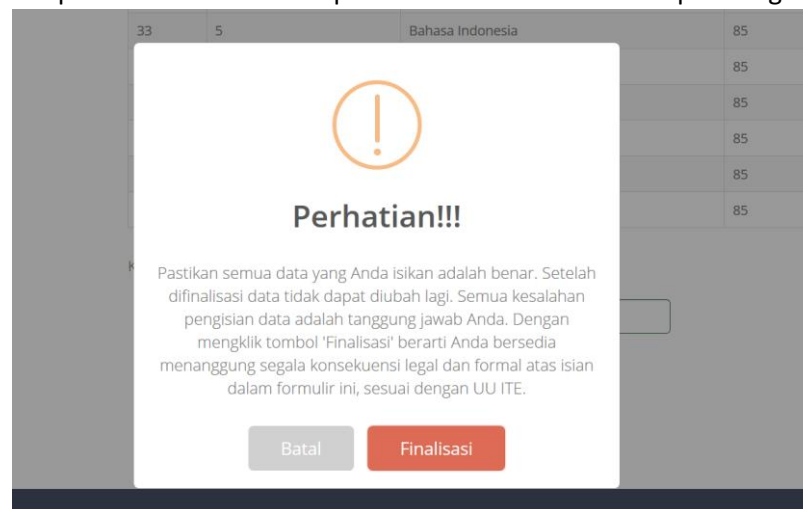 33 5 Bahasa Indonesia 85
85
85
85
85
85
Perhatian!!!
K
Pastikan semua data yang Anda isikan adalah benar. Setelah
difinalisasi data tidak dapat diubah lagi. Semua kesalahan
pengisian data adalah tanggung jawab Anda. Dengan
mengklik tombol 'Finalisasi' berarti Anda bersedia
menanggung segala konsekuensi legal dan formal atas isian
dalam formulir ini, sesuai dengan UU ITE.
Batal Finalisasi